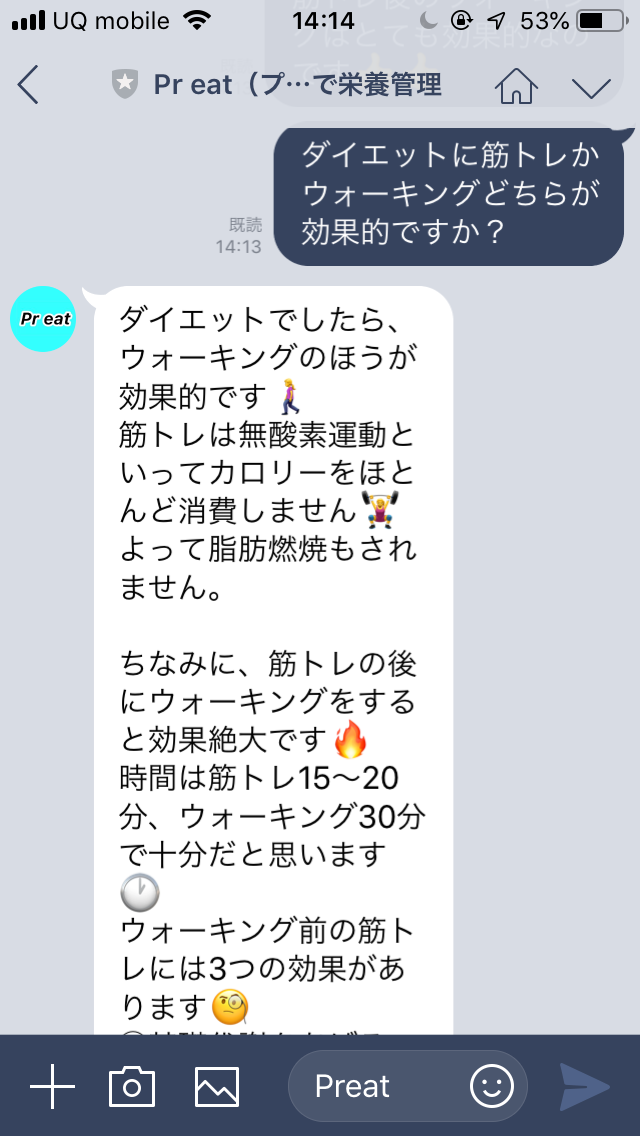 UQ mobile
14:14
53%
Pr eat（プ…で栄養管理
ダイエットに筋トレか
ウォーキングどちらが
効果的ですか？
既読
14:13
Pr eat
ダイエットでしたら、
ウォーキングのほうが
効果的です🚶‍♀️
筋トレは無酸素運動と
いってカロリーをほと
んど消費しません🏋️‍♀️
よって脂肪燃焼もされ
ません。
ちなみに、筋トレの後
にウォーキングをする
と効果絶大です🔥
時間は筋トレ15〜20
分、ウォーキング30分
で十分だと思います
🕐
ウォーキング前の筋ト
レには3つの効果があ
ります🧐
Preat